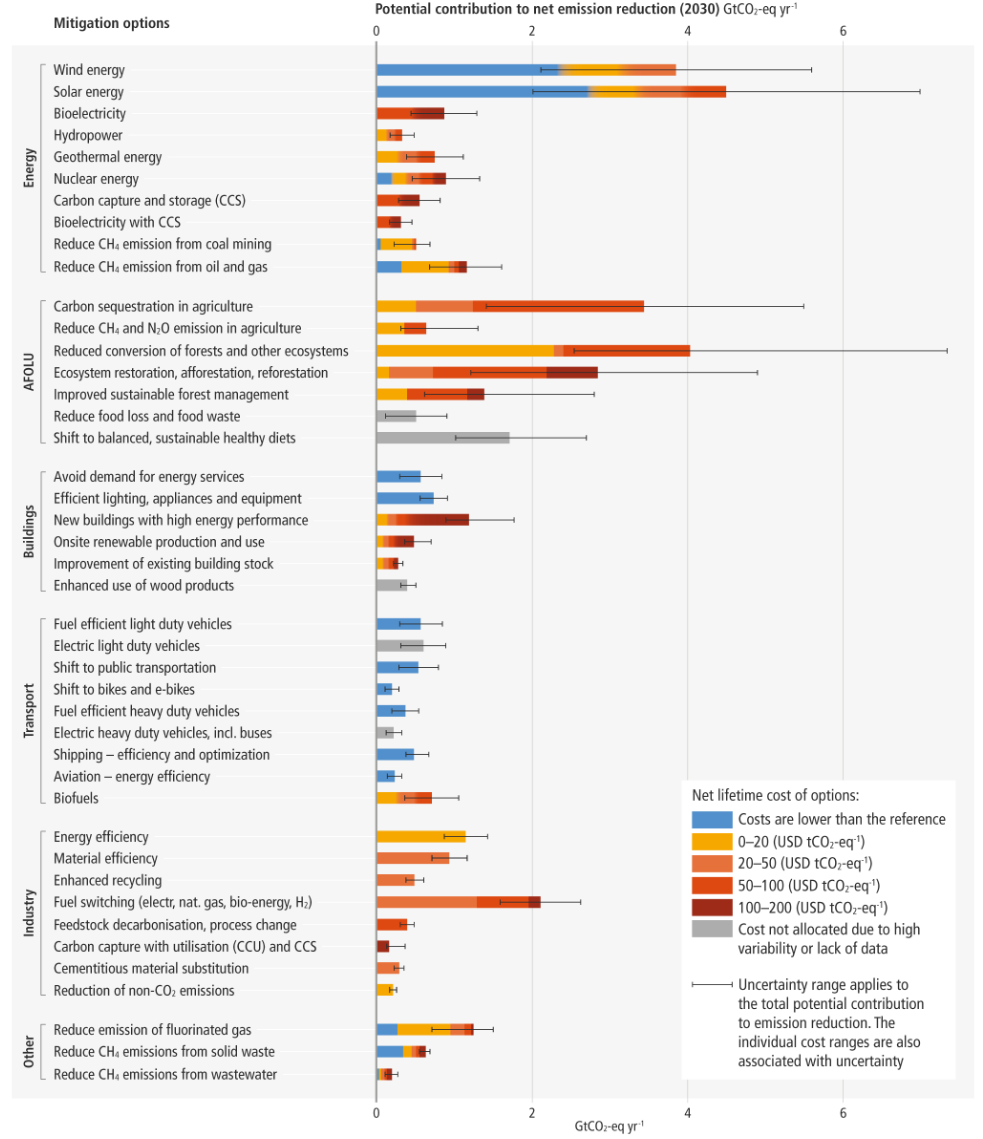 Potential contribution to net emission reduction (2030) GtCO₂-eq yr⁻¹
Mitigation options
0 2 4 6
Energy
Wind energy
Solar energy
Bioelectricity
Hydropower
Geothermal energy
Nuclear energy
Carbon capture and storage (CCS)
Bioelectricity with CCS
Reduce CH₄ emission from coal mining
Reduce CH₄ emission from oil and gas
AFOLU
Carbon sequestration in agriculture
Reduce CH₄ and N₂O emission in agriculture
Reduced conversion of forests and other ecosystems
Ecosystem restoration, afforestation, reforestation
Improved sustainable forest management
Reduce food loss and food waste
Shift to balanced, sustainable healthy diets
Buildings
Avoid demand for energy services
Efficient lighting, appliances and equipment
New buildings with high energy performance
Onsite renewable production and use
Improvement of existing building stock
Enhanced use of wood products
Transport
Fuel efficient light duty vehicles
Electric light duty vehicles
Shift to public transportation
Shift to bikes and e-bikes
Fuel efficient heavy duty vehicles
Electric heavy duty vehicles, incl. buses
Shipping – efficiency and optimization
Aviation – energy efficiency
Biofuels
Industry
Energy efficiency
Material efficiency
Enhanced recycling
Fuel switching (electr, nat. gas, bio-energy, H₂)
Feedstock decarbonisation, process change
Carbon capture with utilisation (CCU) and CCS
Cementitious material substitution
Reduction of non-CO₂ emissions
Other
Reduce emission of fluorinated gas
Reduce CH₄ emissions from solid waste
Reduce CH₄ emissions from wastewater
0 2 4 6
GtCO₂-eq yr⁻¹
Net lifetime cost of options:
Costs are lower than the reference
0–20 (USD tCO₂-eq⁻¹)
20–50 (USD tCO₂-eq⁻¹)
50–100 (USD tCO₂-eq⁻¹)
100–200 (USD tCO₂-eq⁻¹)
Cost not allocated due to high
variability or lack of data
Uncertainty range applies to
the total potential contribution
to emission reduction. The
individual cost ranges are also
associated with uncertainty